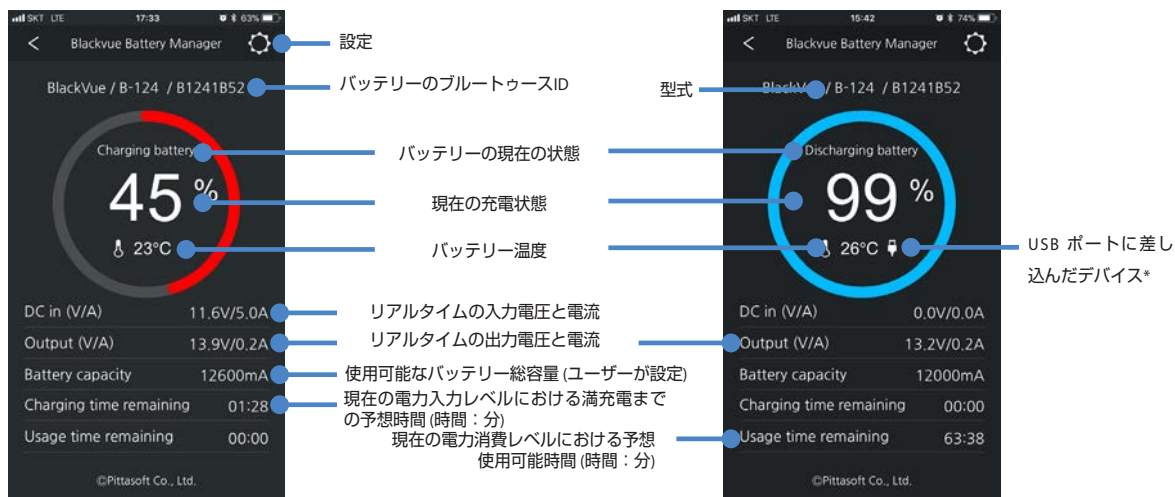 SKT LTE 17:33 63%
Blackvue Battery Manager
BlackVue / B-124 / B1241B52
Charging battery
45 %
23°C
DC in (V/A) 11.6V/5.0A
Output (V/A) 13.9V/0.2A
Battery capacity 12600mA
Charging time remaining 01:28
Usage time remaining 00:00
©Pittasoft Co., Ltd.
設定
バッテリーのブルートゥースID
型式
バッテリーの現在の状態
現在の充電状態
バッテリー温度
リアルタイムの入力電圧と電流
リアルタイムの出力電圧と電流
使用可能なバッテリー総容量 (ユーザーが設定)
現在の電力入力レベルにおける満充電まで
の予想時間 (時間：分)
現在の電力消費レベルにおける予想
使用可能時間 (時間：分)
SKT LTE 15:42 74%
Blackvue Battery Manager
BlackVue / B-124 / B1241B52
Discharging battery
99 %
26°C
DC in (V/A) 0.0V/0.0A
Output (V/A) 13.2V/0.2A
Battery capacity 12000mA
Charging time remaining 00:00
Usage time remaining 63:38
©Pittasoft Co., Ltd.
USB ポートに差し
込んだデバイス*